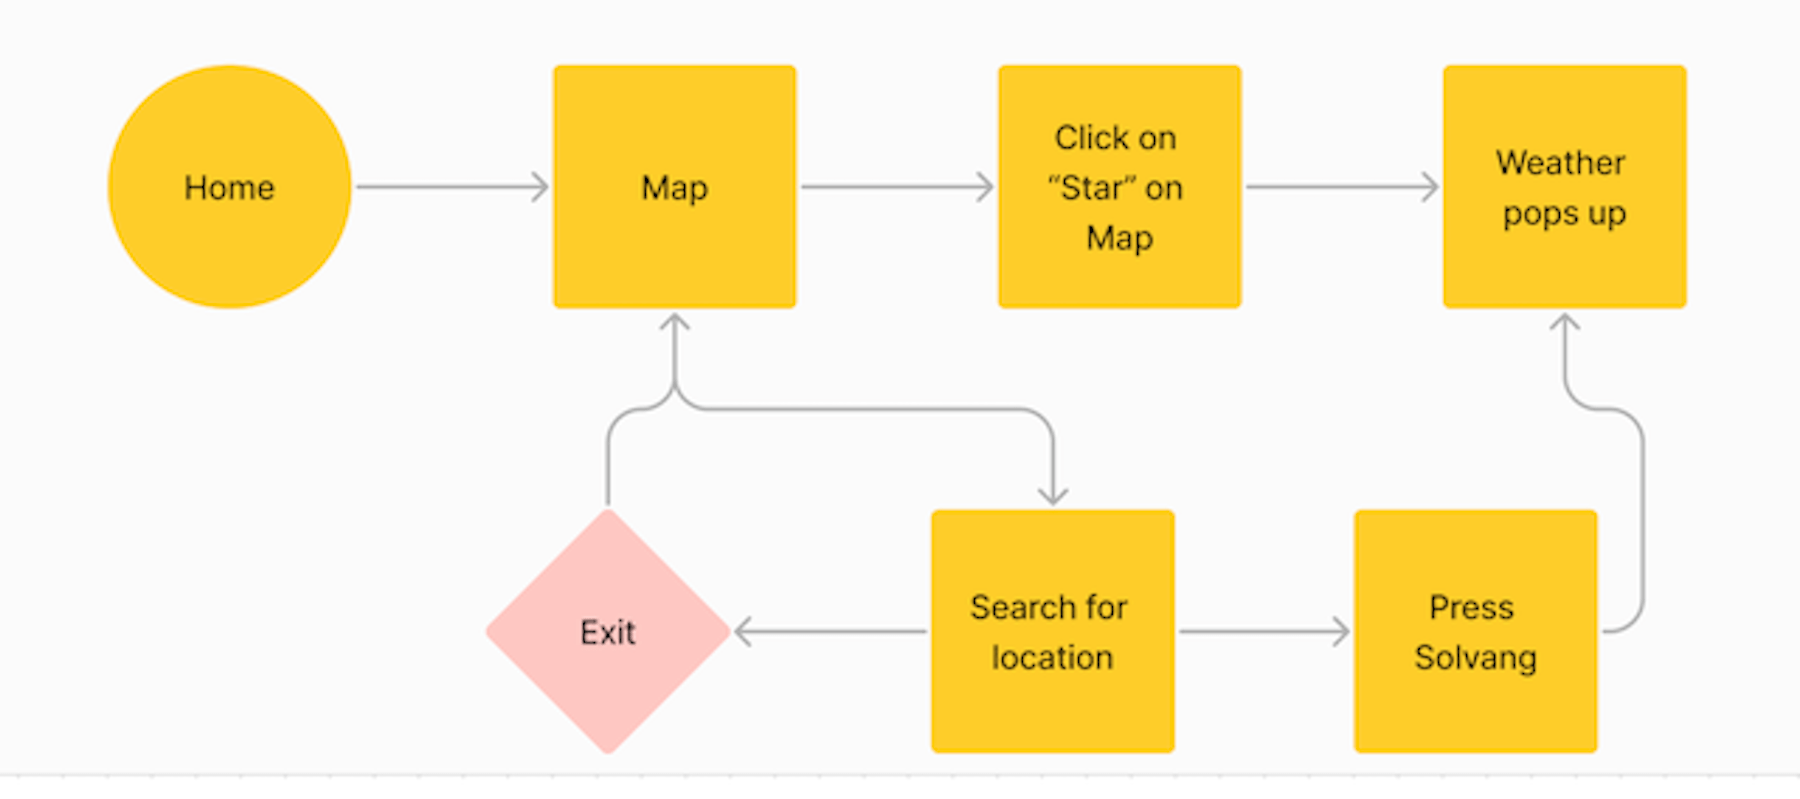 Home
Map
Click on
“Star” on
Map
Weather
pops up
Exit
Search for
location
Press
Solvang